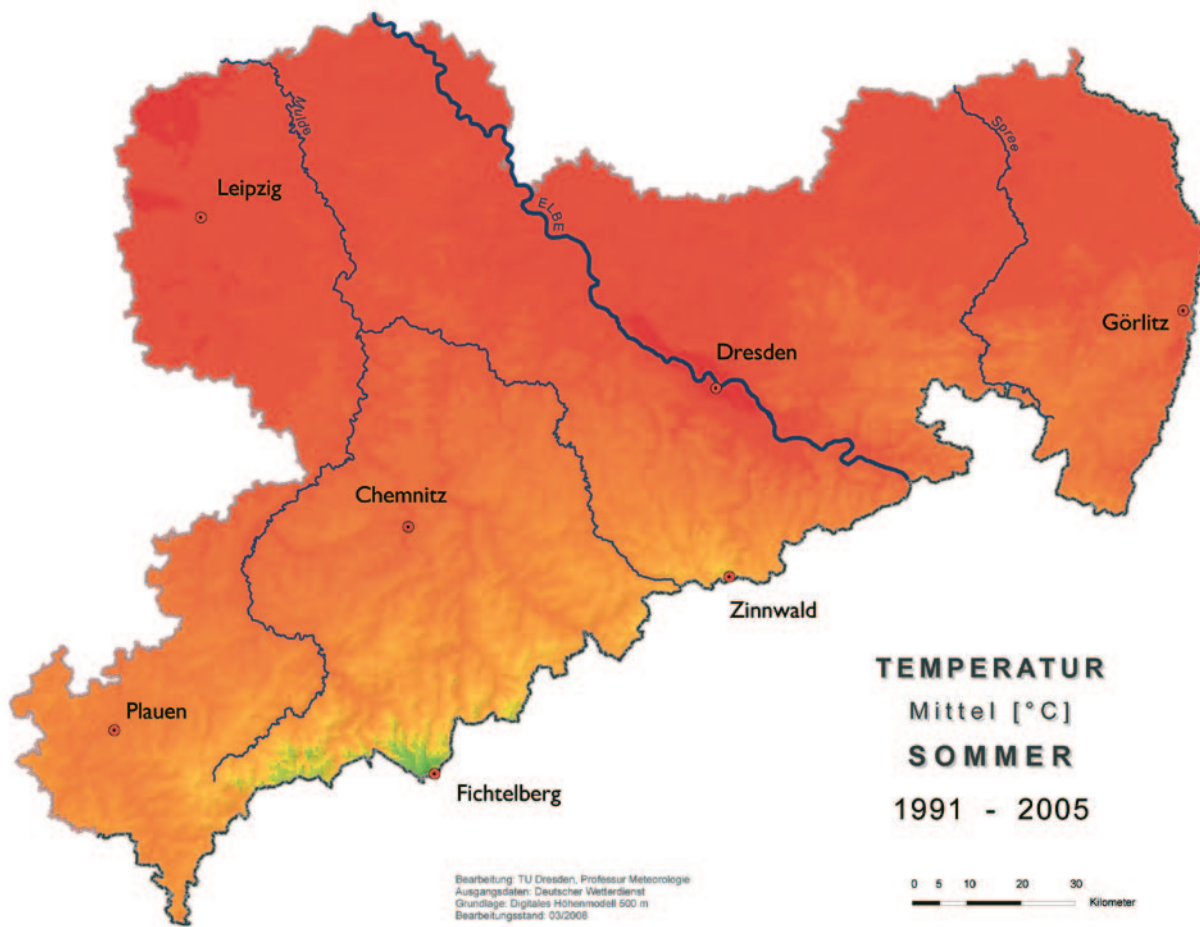 Mulde
Spree
Leipzig
ELBE
Görlitz
Dresden
Chemnitz
Zinnwald
Plauen
Fichtelberg
TEMPERATUR
Mittel [°C]
SOMMER
1991 - 2005
Bearbeitung: TU Dresden, Professur Meteorologie
Ausgangsdaten: Deutscher Wetterdienst
Grundlage: Digitales Höhenmodell 500 m
Bearbeitungsstand: 03/2008
0 5 10 20 30
Kilometer